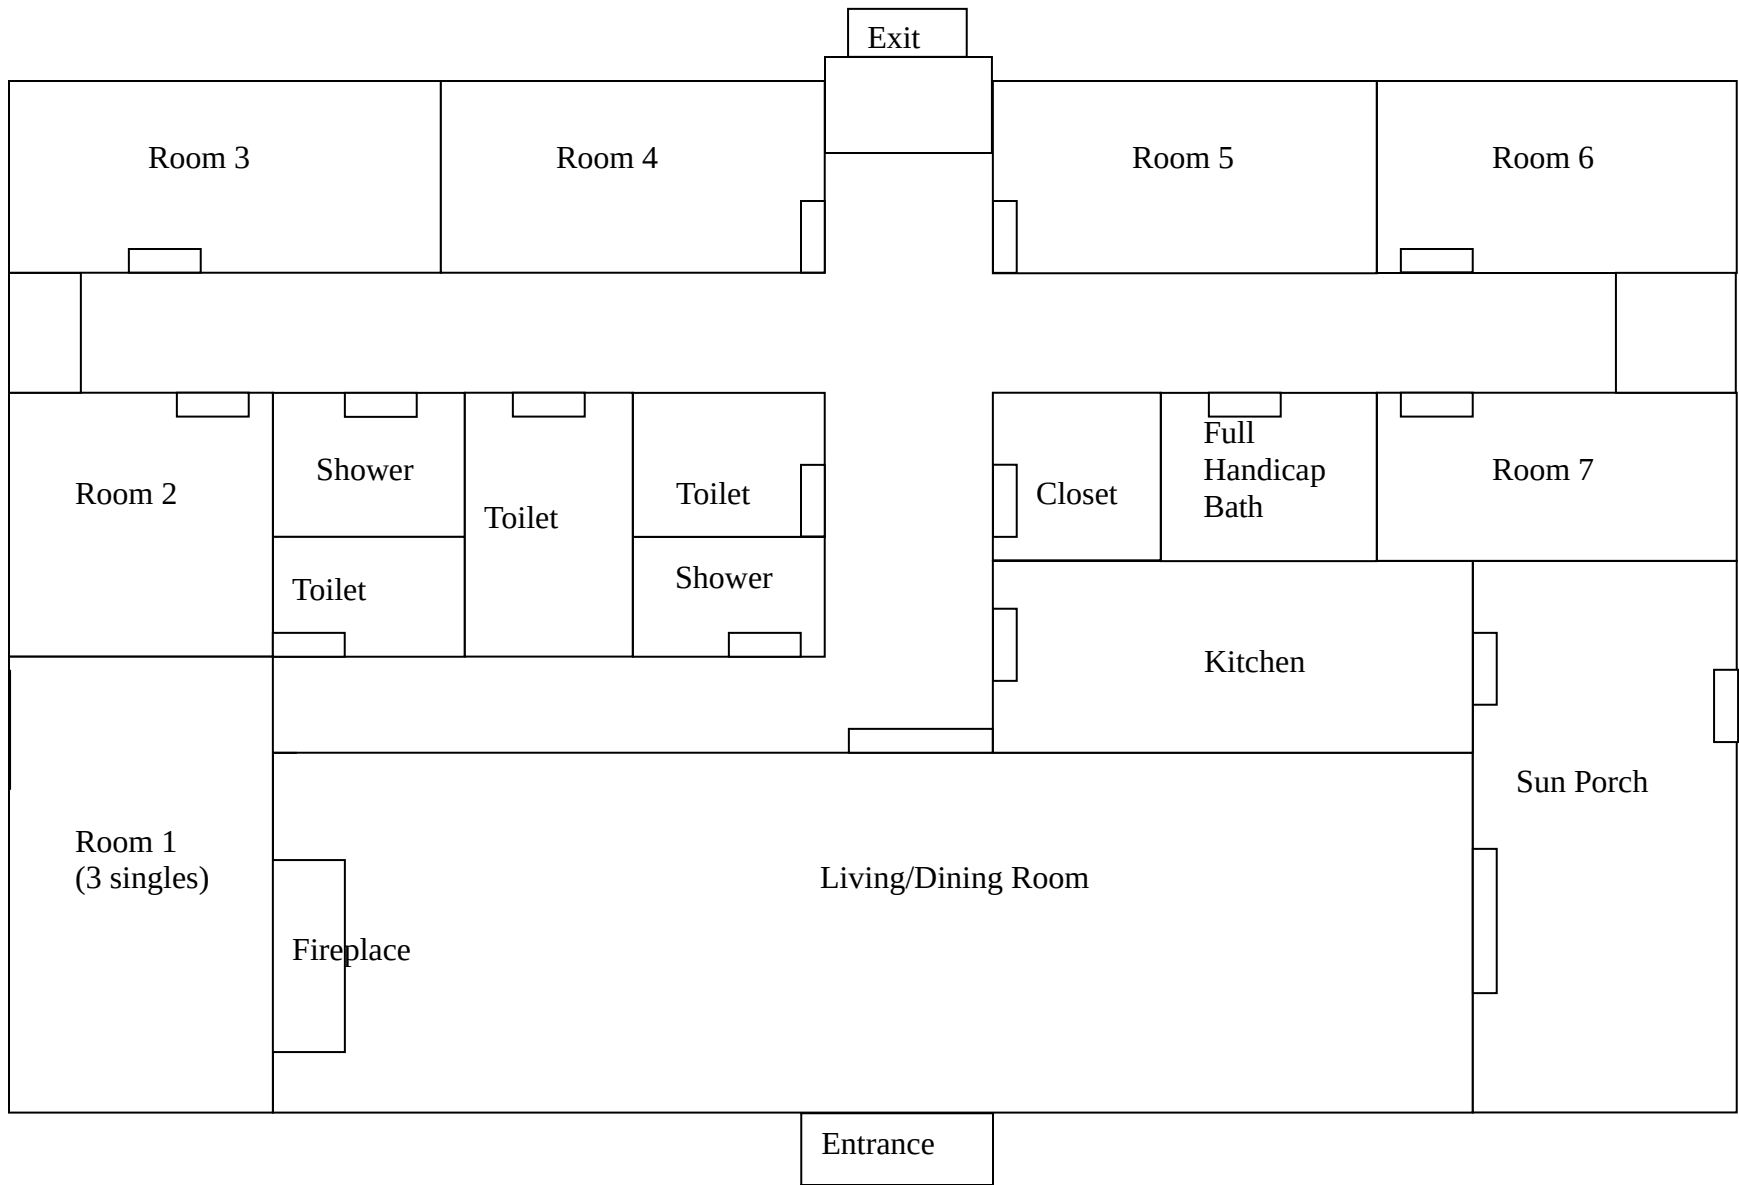 Exit
Room 3
Room 4
Room 5
Room 6
Full
Handicap
Bath
Shower
Room 7
Room 2
Toilet
Closet
Toilet
Shower
Toilet
Kitchen
Sun Porch
Room 1
(3 singles)
Living/Dining Room
Fireplace
Entrance